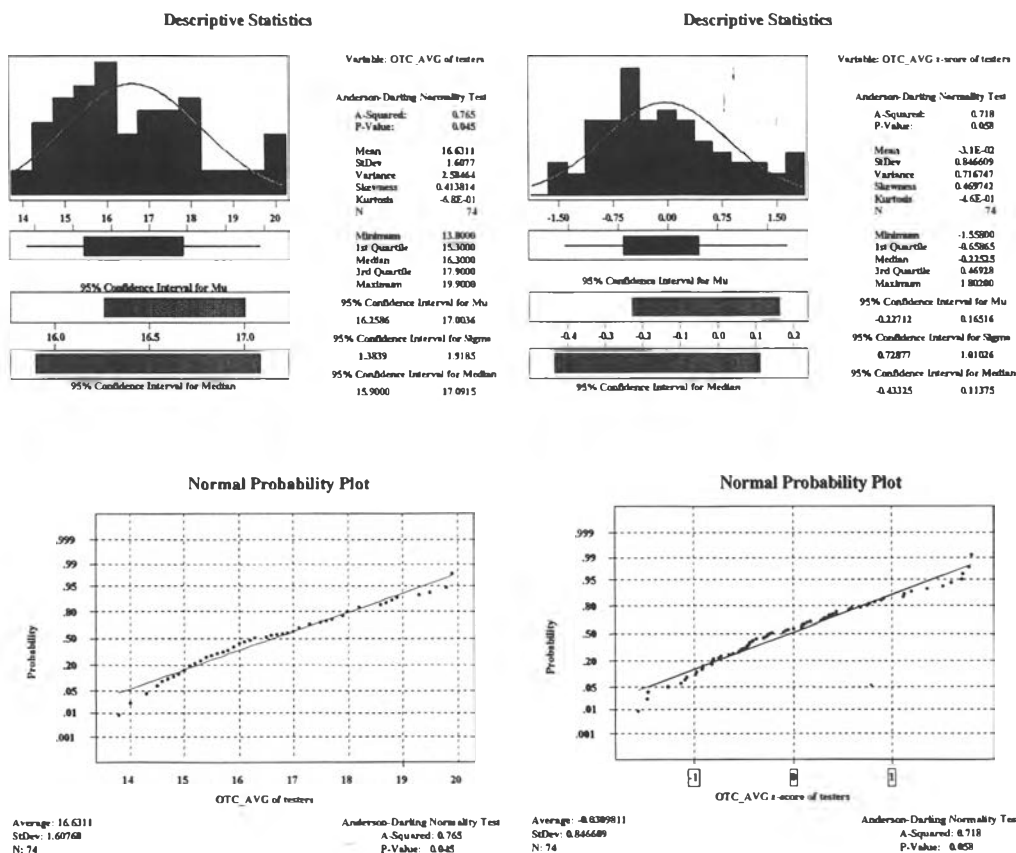 Descriptive Statistics
Variable: OTC_AVG of testers
Anderson-Darling Normality Test
A-Squared: 0.765
P-Value: 0.045
Mean 16.6311
StDev 1.6077
Variance 2.58464
Skewness 0.413814
Kurtosis -6.8E-01
N 74
Minimum 13.8000
1st Quartile 15.3000
Median 16.3000
3rd Quartile 17.9000
Maximum 19.9000
95% Confidence Interval for Mu
16.2586 17.0036
95% Confidence Interval for Sigma
1.3839 1.9185
95% Confidence Interval for Median
15.9000 17.0915
14 15 16 17 18 19 20
95% Confidence Interval for Mu
16.0 16.5 17.0
95% Confidence Interval for Median
Descriptive Statistics
Variable: OTC_AVG z-score of testers
Anderson-Darling Normality Test
A-Squared: 0.718
P-Value: 0.058
Mean -3.1E-02
StDev 0.846609
Variance 0.716747
Skewness 0.469742
Kurtosis -4.6E-01
N 74
Minimum -1.55800
1st Quartile -0.65865
Median -0.22525
3rd Quartile 0.46928
Maximum 1.80200
95% Confidence Interval for Mu
-0.22712 0.16516
95% Confidence Interval for Sigma
0.72877 1.01026
95% Confidence Interval for Median
-0.43325 0.11375
-1.50 -0.75 0.00 0.75 1.50
95% Confidence Interval for Mu
-0.4 -0.3 -0.2 -0.1 0.0 0.1 0.2
95% Confidence Interval for Median
Normal Probability Plot
Probability
.999
.99
.95
.80
.50
.20
.05
.01
.001
14 15 16 17 18 19 20
OTC_AVG of testers
Average: 16.6311
StDev: 1.60768
N: 74
Anderson-Darling Normality Test
A-Squared: 0.765
P-Value: 0.045
Normal Probability Plot
Probability
.999
.99
.95
.80
.50
.20
.05
.01
.001
-1 0 1
OTC_AVG z-score of testers
Average: -0.0309811
StDev: 0.846609
N: 74
Anderson-Darling Normality Test
A-Squared: 0.718
P-Value: 0.058